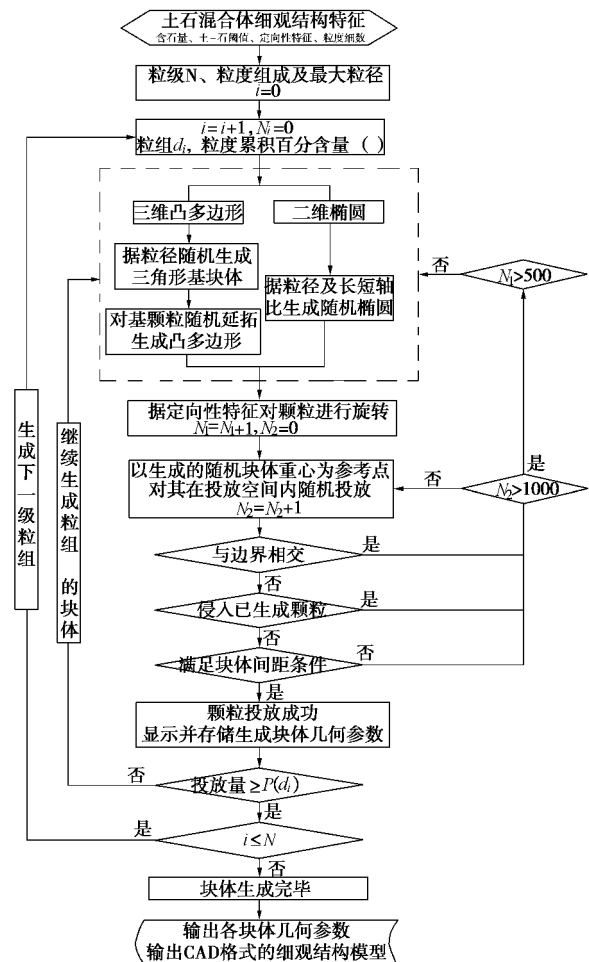 土石混合体细观结构特征
含石量、土-石阈值、定向性特征、粒度细数
粒级N、粒度组成及最大粒径
i=0
i=i+1, Ni=0
粒组di, 粒度累积百分含量 ( )
三维凸多边形
二维椭圆
据粒径随机生成
三角形基块体
对基颗粒随机延拓
生成凸多边形
据粒径及长短轴
比生成随机椭圆
否
N1>500
据定向性特征对颗粒进行旋转
N1=N1+1, N2=0
以生成的随机块体重心为参考点
对其在投放空间内随机投放
N2=N2+1
否
是
N2>1000
与边界相交
是
否
侵入已生成颗粒
是
否
满足块体间距条件
否
是
颗粒投放成功
显示并存储生成块体几何参数
投放量≥P(di)
否
是
i≤N
是
否
块体生成完毕
输出各块体几何参数
输出CAD格式的细观结构模型
生成下一级粒组
继续生成粒组 的块体